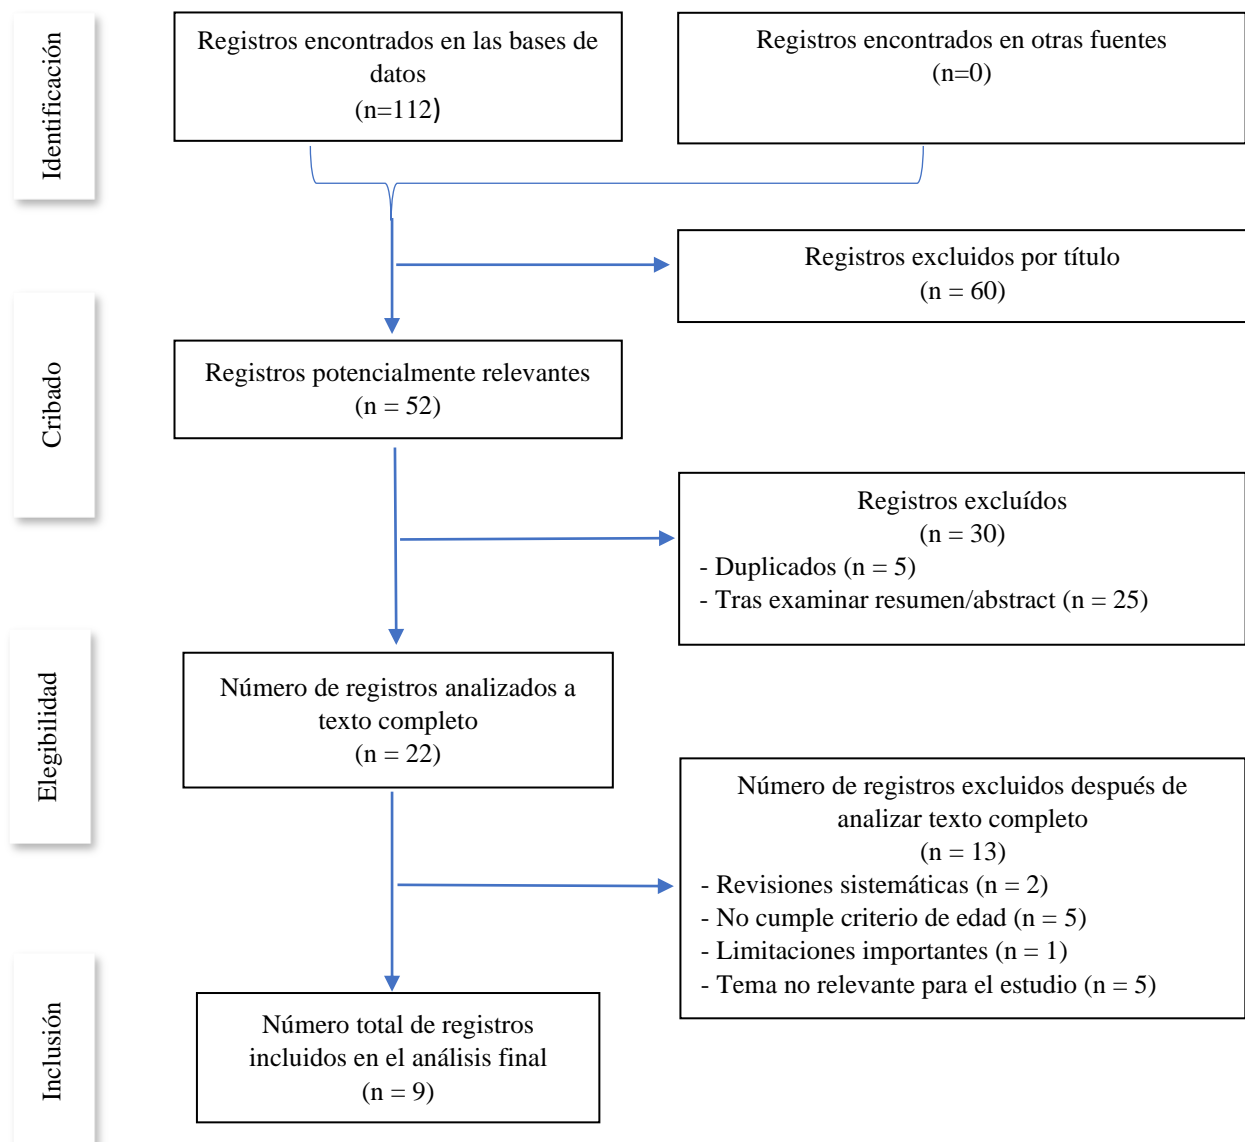 Identificación
Registros encontrados en las bases de
datos
(n=112)
Registros encontrados en otras fuentes
(n=0)
Registros excluidos por título
(n = 60)
Cribado
Registros potencialmente relevantes
(n = 52)
Registros excluídos
(n = 30)
- Duplicados (n = 5)
- Tras examinar resumen/abstract (n = 25)
Elegibilidad
Número de registros analizados a
texto completo
(n = 22)
Número de registros excluidos después de
analizar texto completo
(n = 13)
- Revisiones sistemáticas (n = 2)
- No cumple criterio de edad (n = 5)
- Limitaciones importantes (n = 1)
- Tema no relevante para el estudio (n = 5)
Inclusión
Número total de registros
incluidos en el análisis final
(n = 9)